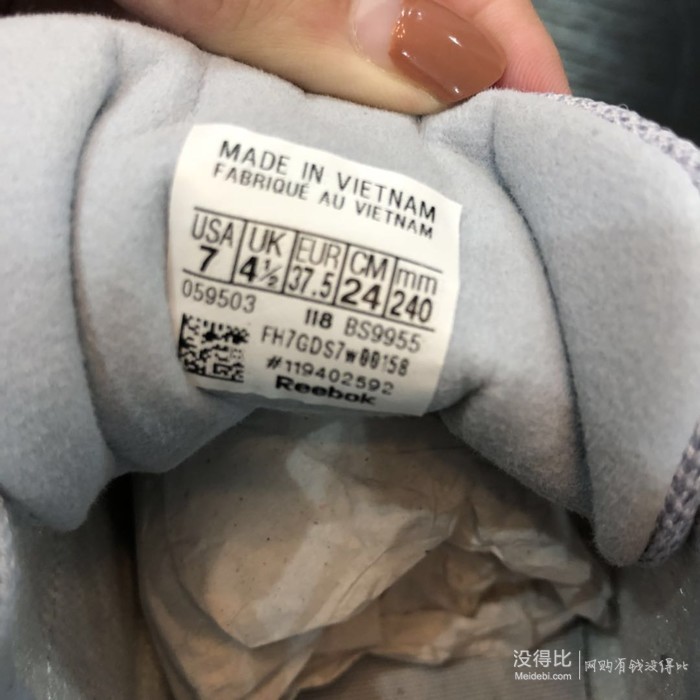 MADE IN VIETNAM
FABRIQUÉ AU VIETNAM
USA UK EUR CM mm
7 4½ 37.5 24 240
059503 118 BS9955
FH7GDS7w00158
#119402592
Reebok
没得比 网购有钱没得比
Meidebi.com